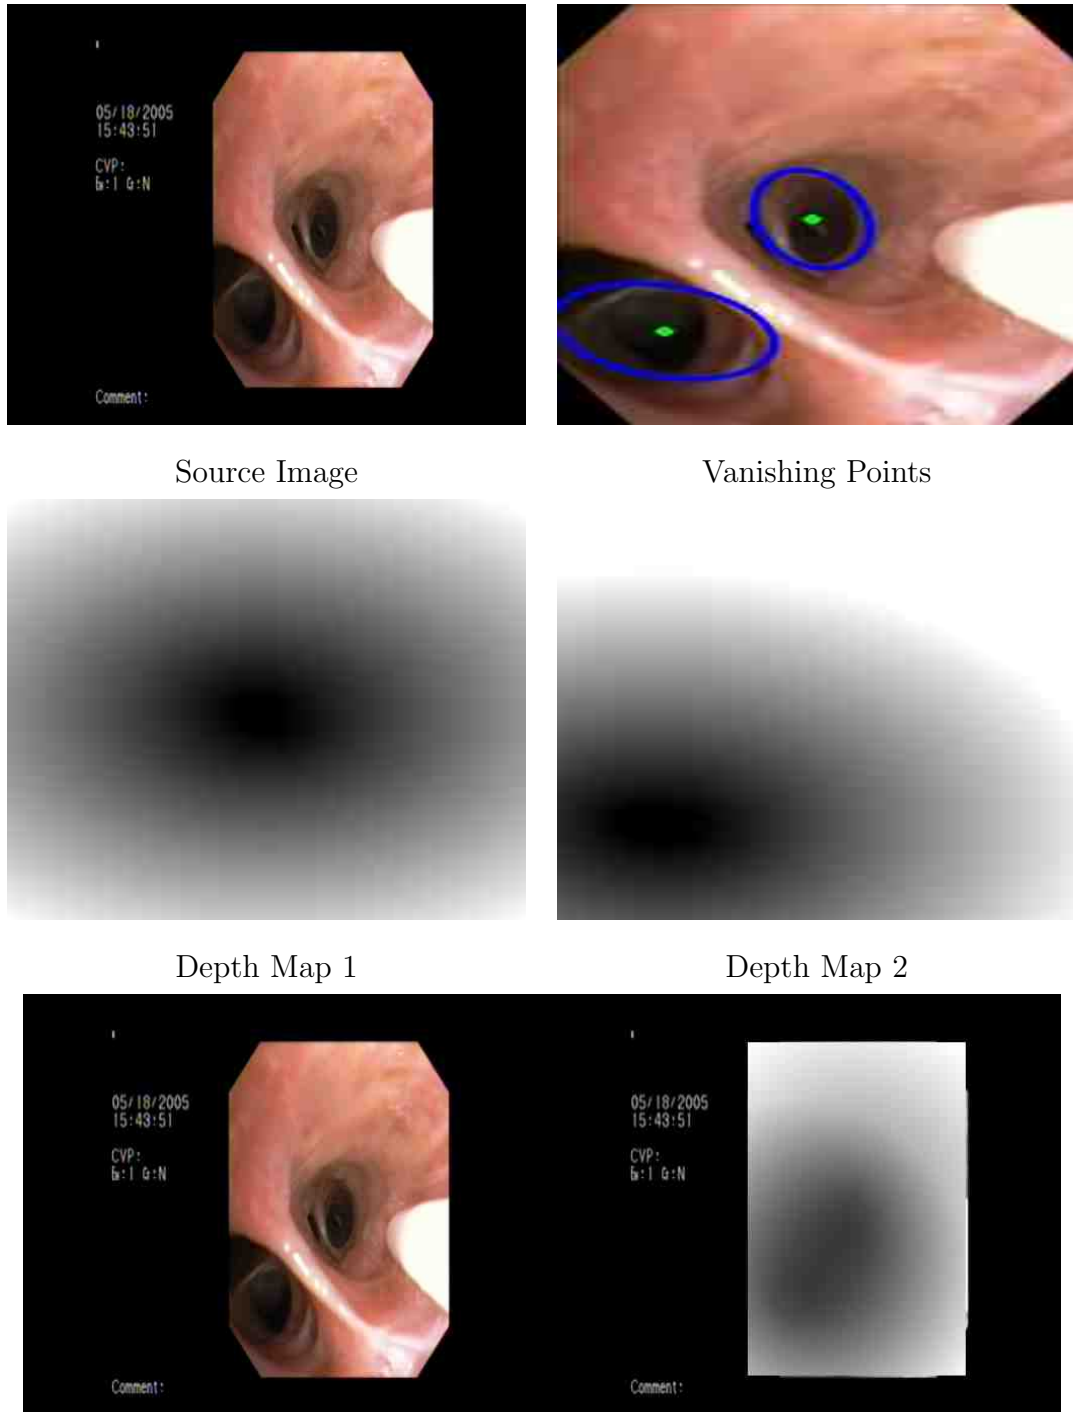 05/18/2005
15:43:51
CVP:
Comment:
Source Image
Vanishing Points
Depth Map 1
Depth Map 2
05/18/2005
15:43:51
CVP:
Comment:
05/18/2005
15:43:51
CVP:
Comment: